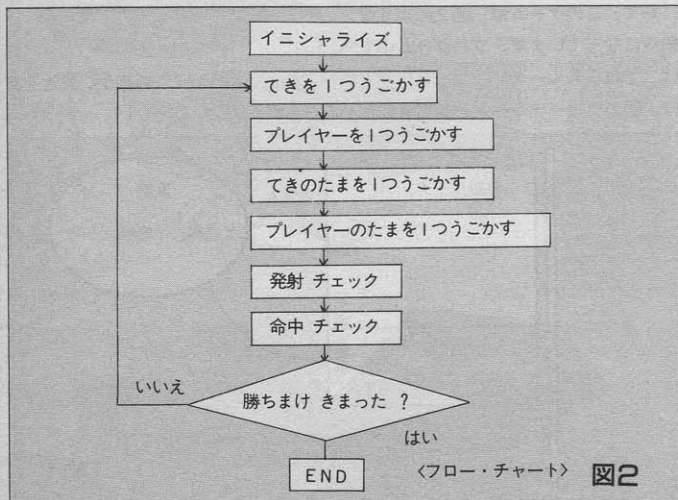 イニシャライズ
てきを1つうごかす
プレイヤーを1つうごかす
てきのたまを1つうごかす
プレイヤーのたまを1つうごかす
発射 チェック
命中 チェック
いいえ
勝ちまけ きまった ?
はい
END
〈フロー・チャート〉 図2